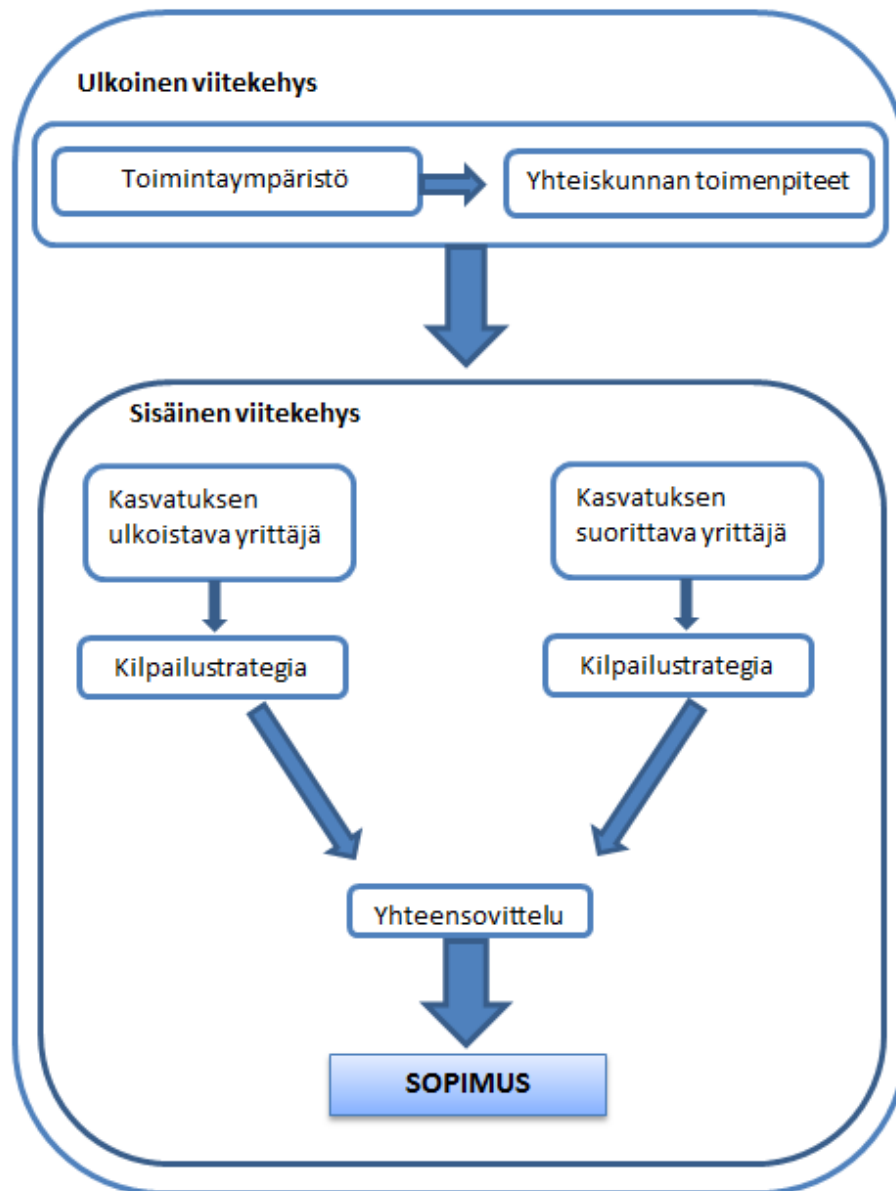 Ulkoinen viitekehys
Toimintaympäristö
Yhteiskunnan toimenpiteet
Sisäinen viitekehys
Kasvatuksen
ulkoistava yrittäjä
Kasvatuksen
suorittava yrittäjä
Kilpailustrategia
Kilpailustrategia
Yhteensovittelu
SOPIMUS